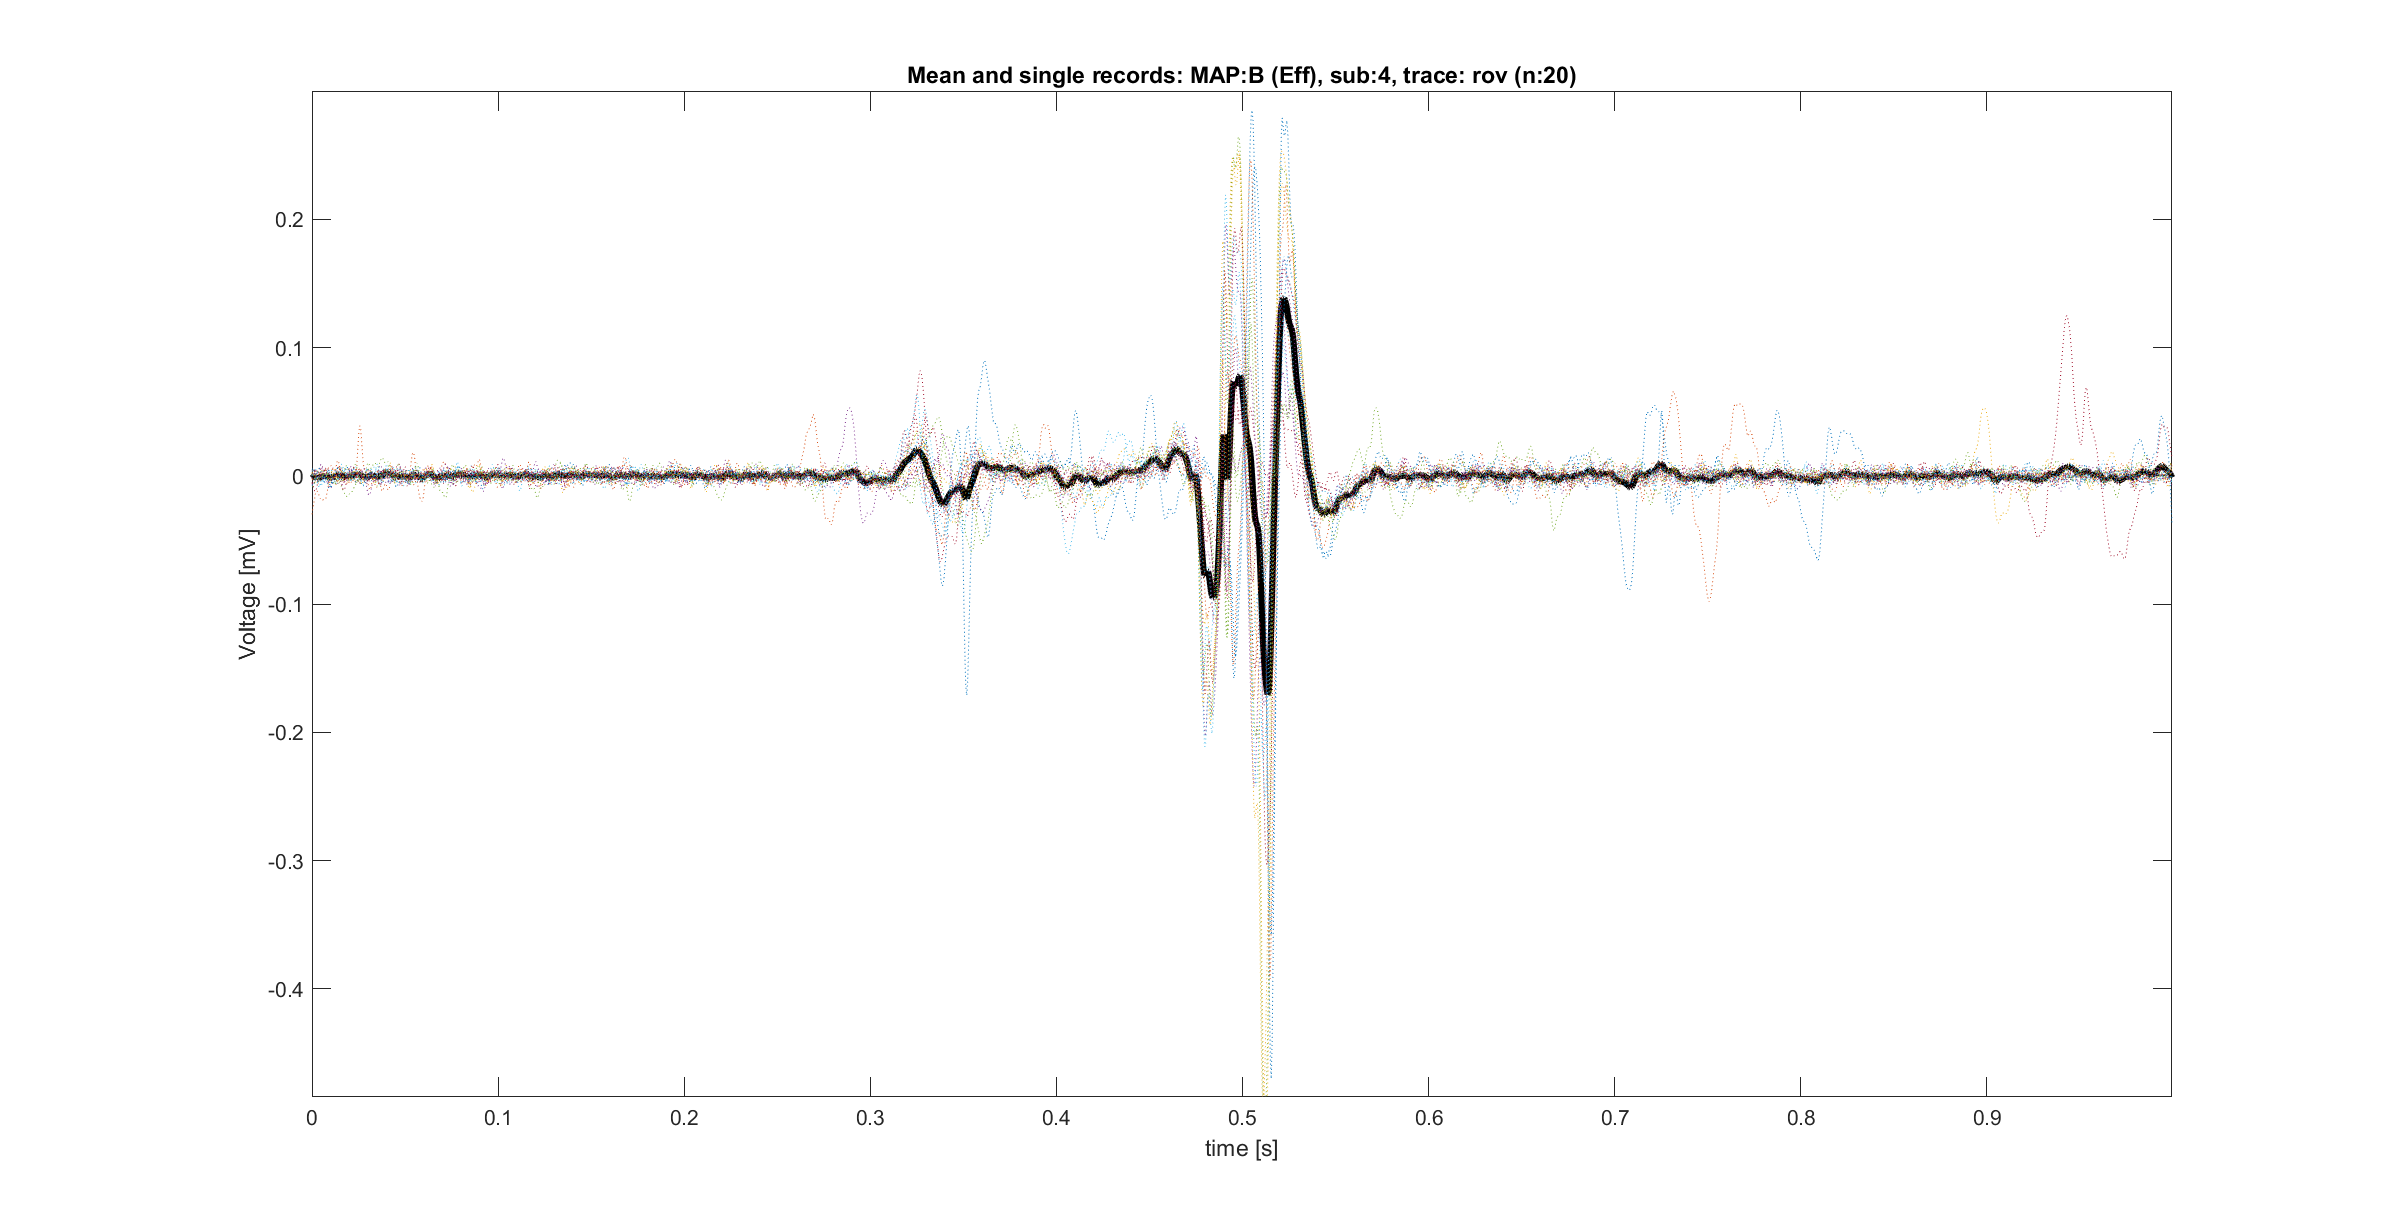 Mean and single records: MAP:B (Eff), sub:4, trace: rov (n:20)
0.2
0.1
0
-0.1
-0.2
-0.3
-0.4
Voltage [mV]
0 0.1 0.2 0.3 0.4 0.5 0.6 0.7 0.8 0.9
time [s]